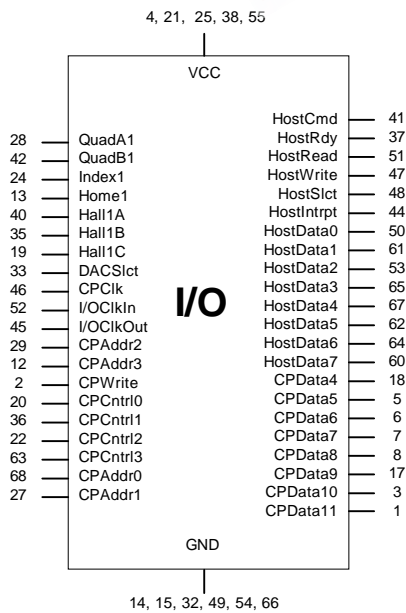 4, 21, 25, 38, 55
VCC
28 QuadA1
42 QuadB1
24 Index1
13 Home1
40 Hall1A
35 Hall1B
19 Hall1C
33 DACSlct
46 CPClk
52 I/OClkIn
45 I/OClkOut
29 CPAddr2
12 CPAddr3
2 CPWrite
20 CPCntrl0
36 CPCntrl1
22 CPCntrl2
63 CPCntrl3
68 CPAddr0
27 CPAddr1
I/O
HostCmd 41
HostRdy 37
HostRead 51
HostWrite 47
HostSlct 48
HostIntrpt 44
HostData0 50
HostData1 61
HostData2 53
HostData3 65
HostData4 67
HostData5 62
HostData6 64
HostData7 60
CPData4 18
CPData5 5
CPData6 6
CPData7 7
CPData8 8
CPData9 17
CPData10 3
CPData11 1
GND
14, 15, 32, 49, 54, 66